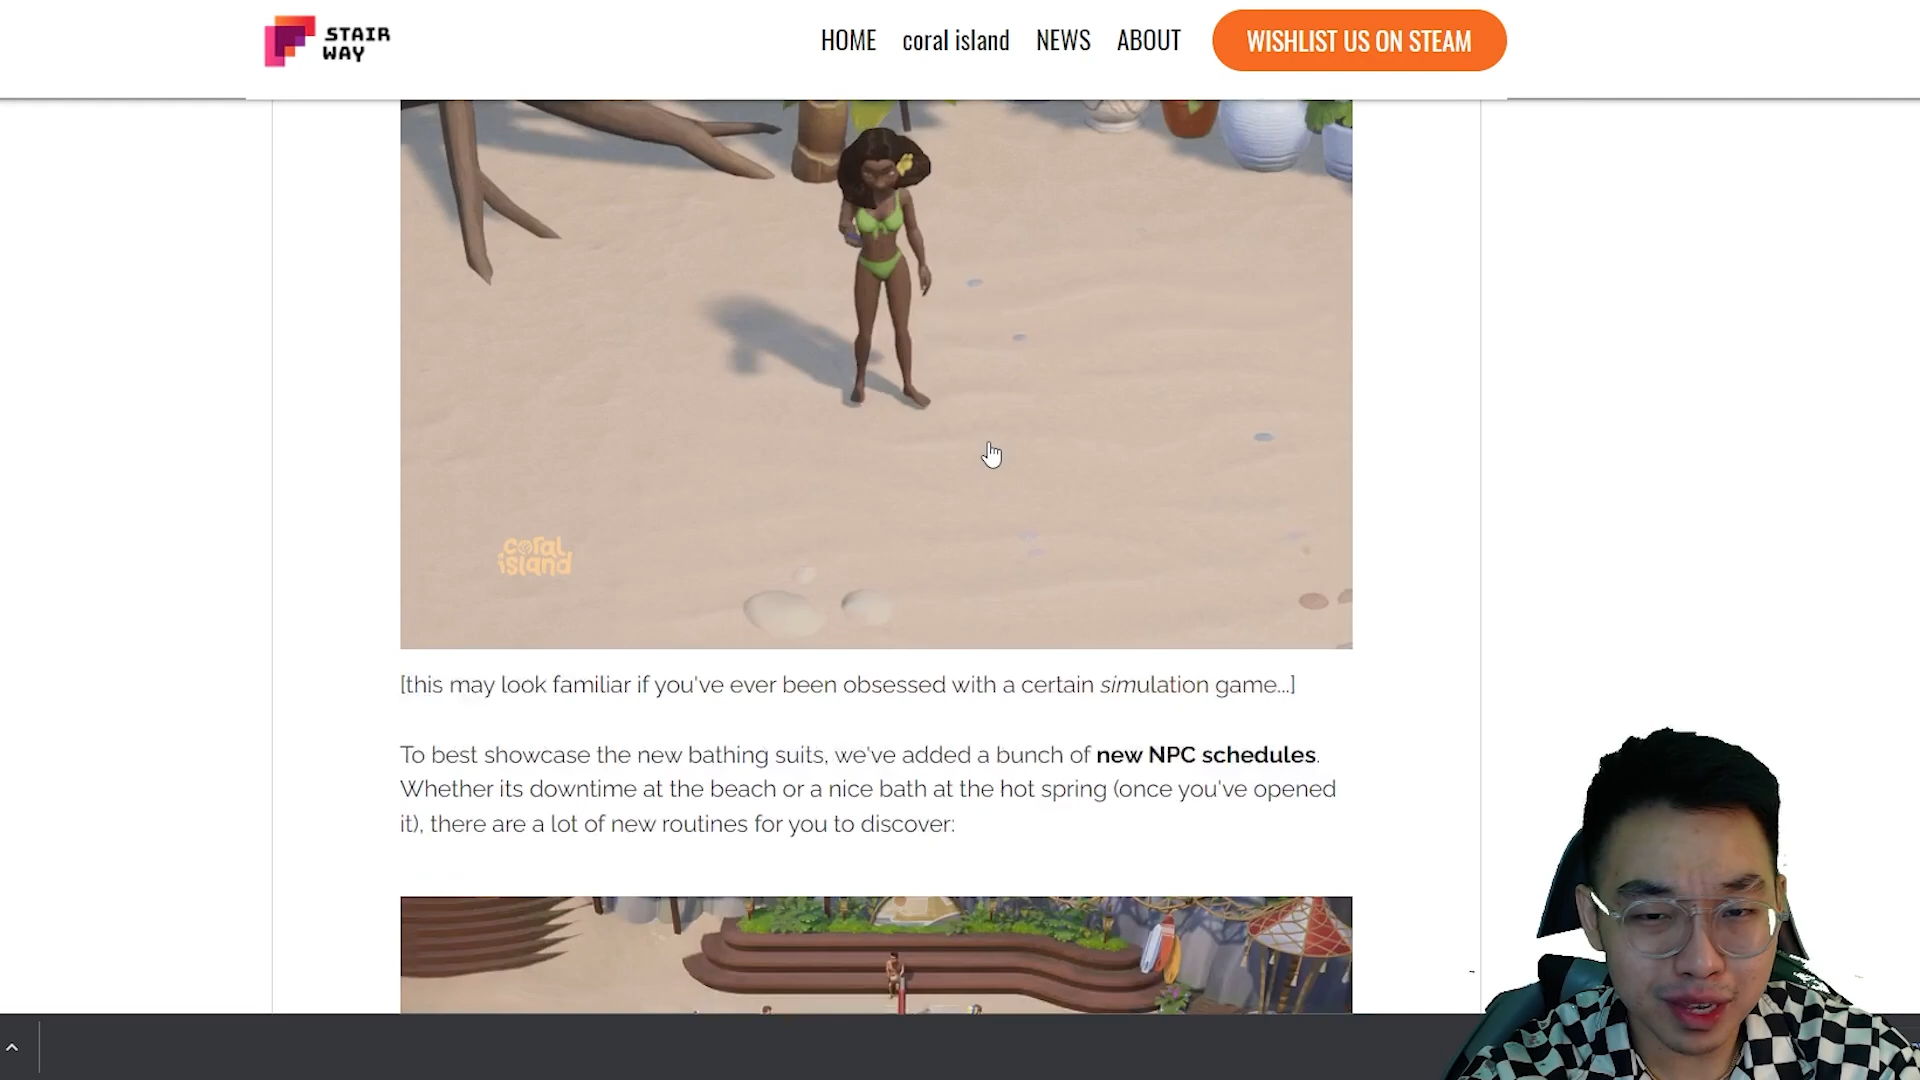 STAIR
WAY
HOME
coral island
NEWS
ABOUT
WISHLIST US ON STEAM
coral
island
[this may look familiar if you've ever been obsessed with a certain simulation game...]
To best showcase the new bathing suits, we've added a bunch of new NPC schedules.
Whether its downtime at the beach or a nice bath at the hot spring (once you've opened
it), there are a lot of new routines for you to discover: